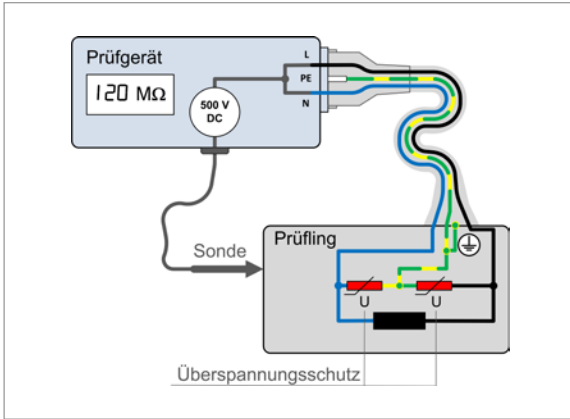 Prüfgerät
120 MΩ
500 V
DC
L
PE
N
Sonde
Prüfling
U
U
Überspannungsschutz